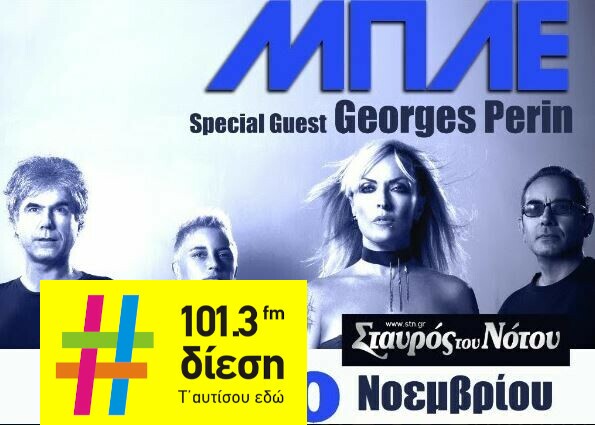 ΜΠΛΕ
Special Guest Georges Perin
101.3 fm
δίεση
Τ'αυτίσου εδώ
www.stn.gr
Σταυρός του Νότου
Νοεμβρίου